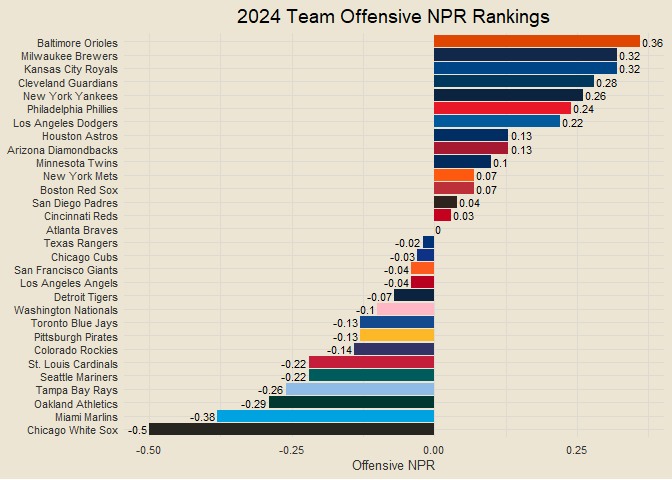 2024 Team Offensive NPR Rankings
Baltimore Orioles 0.36
Milwaukee Brewers 0.32
Kansas City Royals 0.32
Cleveland Guardians 0.28
New York Yankees 0.26
Philadelphia Phillies 0.24
Los Angeles Dodgers 0.22
Houston Astros 0.13
Arizona Diamondbacks 0.13
Minnesota Twins 0.1
New York Mets 0.07
Boston Red Sox 0.07
San Diego Padres 0.04
Cincinnati Reds 0.03
Atlanta Braves 0
Texas Rangers -0.02
Chicago Cubs -0.03
San Francisco Giants -0.04
Los Angeles Angels -0.04
Detroit Tigers -0.07
Washington Nationals -0.1
Toronto Blue Jays -0.13
Pittsburgh Pirates -0.13
Colorado Rockies -0.14
St. Louis Cardinals -0.22
Seattle Mariners -0.22
Tampa Bay Rays -0.26
Oakland Athletics -0.29
Miami Marlins -0.38
Chicago White Sox -0.5
-0.50 -0.25 0.00 0.25
Offensive NPR